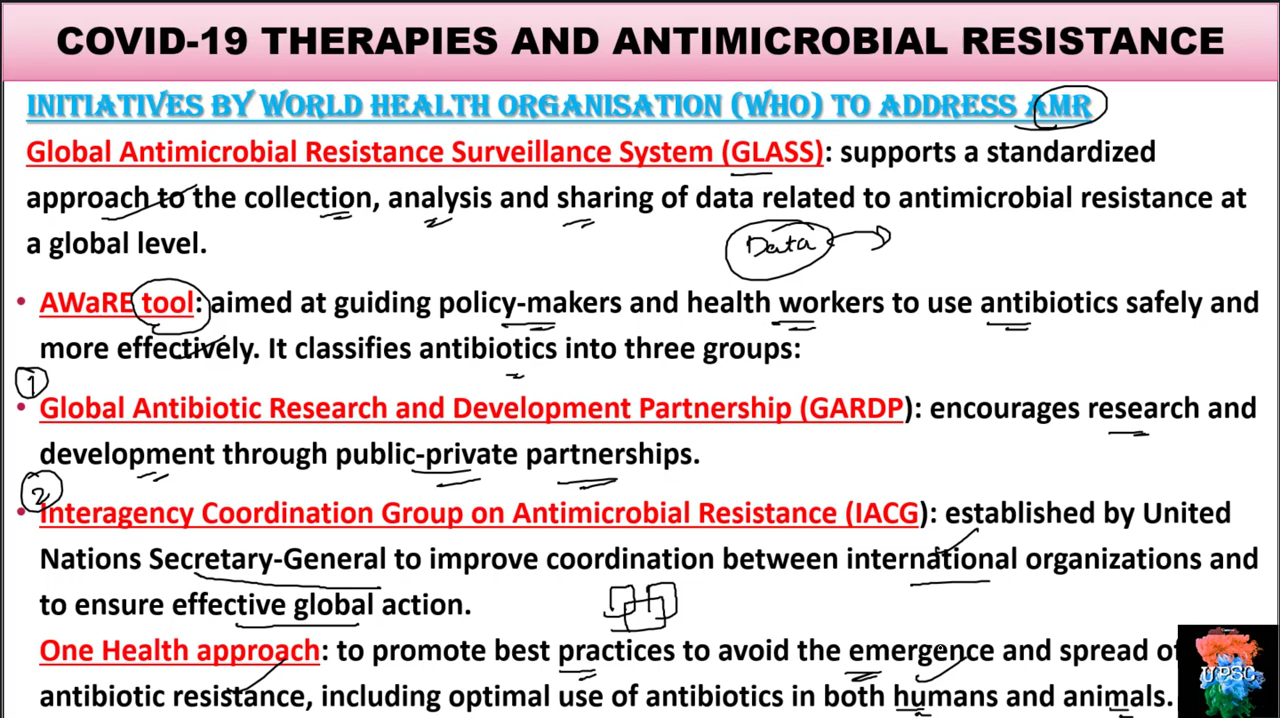 COVID-19 THERAPIES AND ANTIMICROBIAL RESISTANCE
INITIATIVES BY WORLD HEALTH ORGANISATION (WHO) TO ADDRESS AMR
Global Antimicrobial Resistance Surveillance System (GLASS): supports a standardized
approach to the collection, analysis and sharing of data related to antimicrobial resistance at
a global level.
Data
• AWaRE tool: aimed at guiding policy-makers and health workers to use antibiotics safely and
more effectively. It classifies antibiotics into three groups:
1
• Global Antibiotic Research and Development Partnership (GARDP): encourages research and
development through public-private partnerships.
2
• Interagency Coordination Group on Antimicrobial Resistance (IACG): established by United
Nations Secretary-General to improve coordination between international organizations and
to ensure effective global action.
One Health approach: to promote best practices to avoid the emergence and spread of
antibiotic resistance, including optimal use of antibiotics in both humans and animals.
UPSC